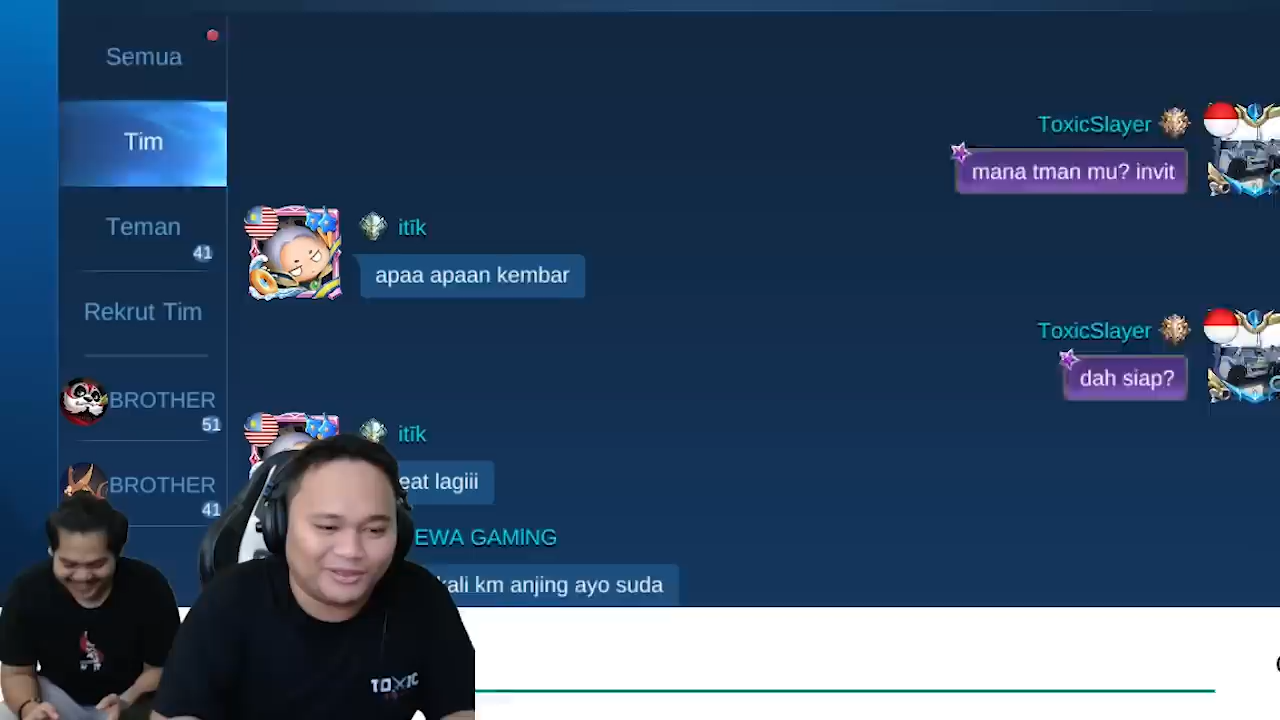 Semua
Tim
Teman
41
Rekrut Tim
BROTHER
51
BROTHER
41
ToxicSlayer
mana tman mu? invit
itīk
apaa apaan kembar
ToxicSlayer
dah siap?
itīk
eat lagiii
EWA GAMING
kali km anjing ayo suda
TOXIC